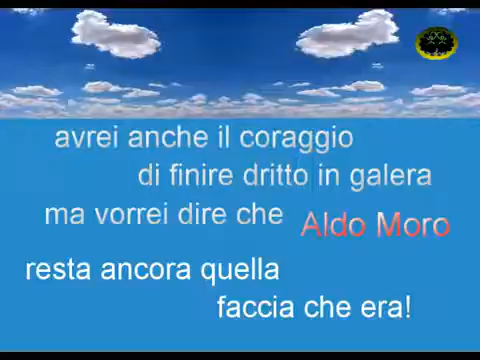 avrei anche il coraggio
di finire dritto in galera
ma vorrei dire che Aldo Moro
resta ancora quella
faccia che era!